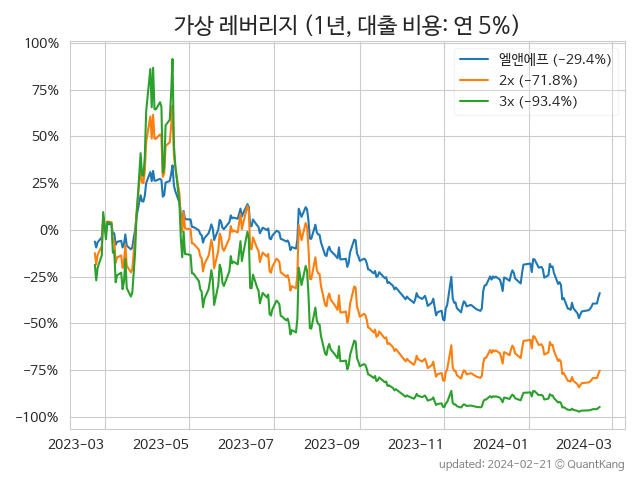 가상 레버리지 (1년, 대출 비용: 연 5%)
엘앤에프 (−29.4%)
2x (−71.8%)
3x (−93.4%)
100%
75%
50%
25%
0%
−25%
−50%
−75%
−100%
2023-03 2023-05 2023-07 2023-09 2023-11 2024-01 2024-03
updated: 2024-02-21 © QuantKang